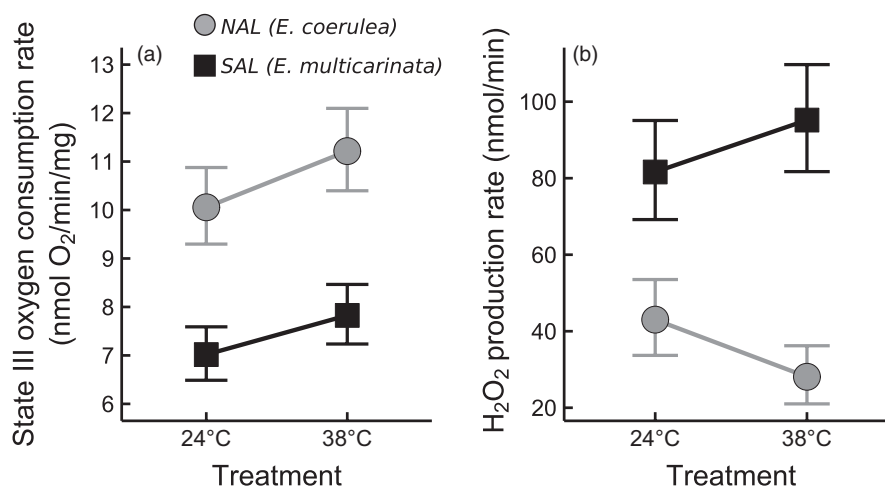 NAL (E. coerulea)
SAL (E. multicarinata)
(a)
State III oxygen consumption rate
(nmol O₂/min/mg)
13
12
11
10
9
8
7
6
24°C
38°C
Treatment
(b)
H₂O₂ production rate (nmol/min)
100
80
60
40
20
24°C
38°C
Treatment